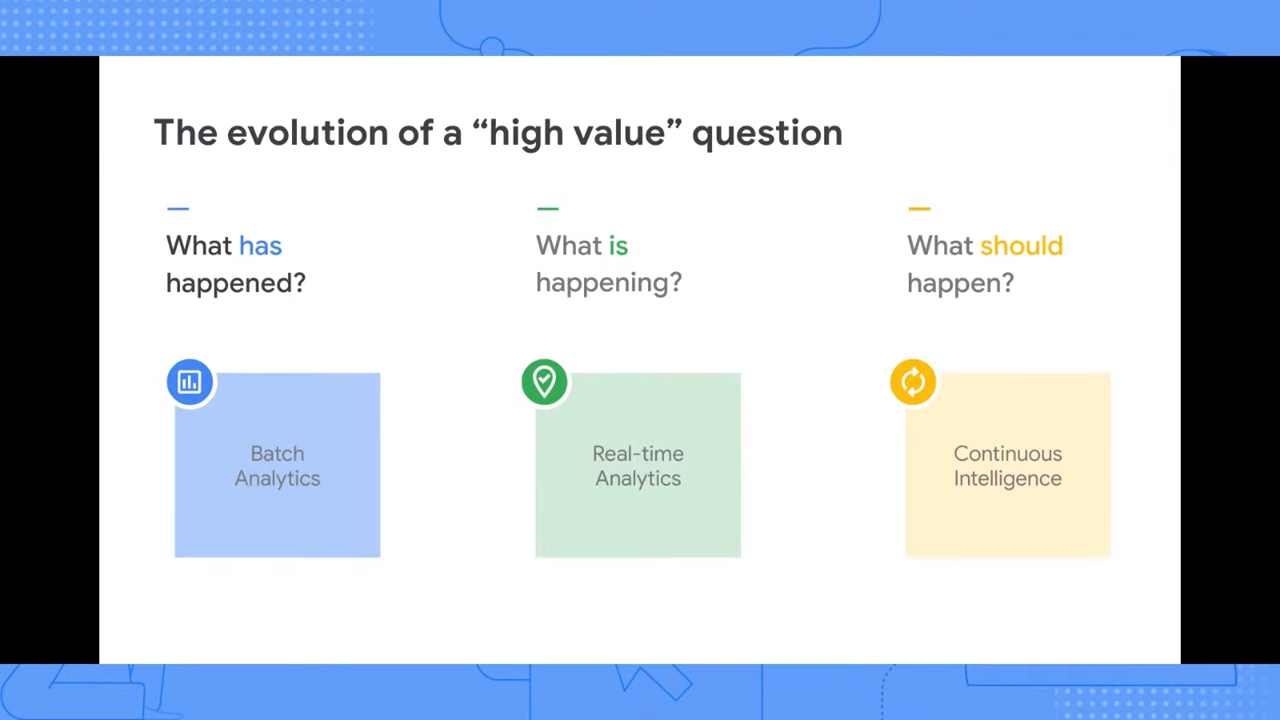 The evolution of a “high value” question
What has
happened?
What is
happening?
What should
happen?
Batch
Analytics
Real-time
Analytics
Continuous
Intelligence